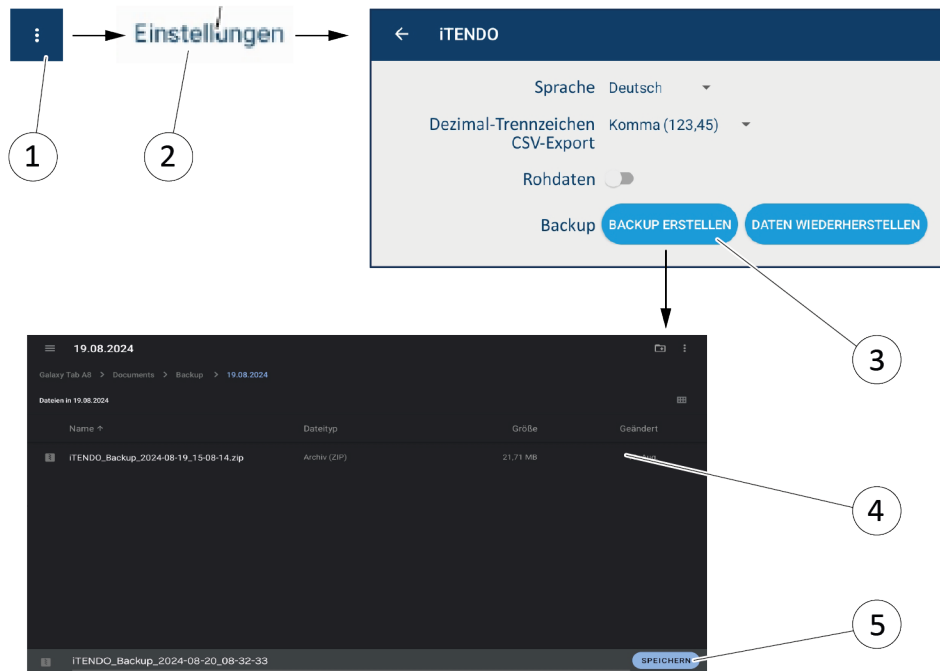 Einstellungen
iTENDO
Sprache Deutsch
Dezimal-Trennzeichen Komma (123,45)
CSV-Export
Rohdaten
Backup BACKUP ERSTELLEN DATEN WIEDERHERSTELLEN
1
2
3
19.08.2024
Galaxy Tab A8 > Documents > Backup > 19.08.2024
Dateien in 19.08.2024
Name ↑ Dateityp Größe Geändert
iTENDO_Backup_2024-08-19_15-08-14.zip Archiv (ZIP) 21,71 MB
4
5
iTENDO_Backup_2024-08-20_08-32-33 SPEICHERN